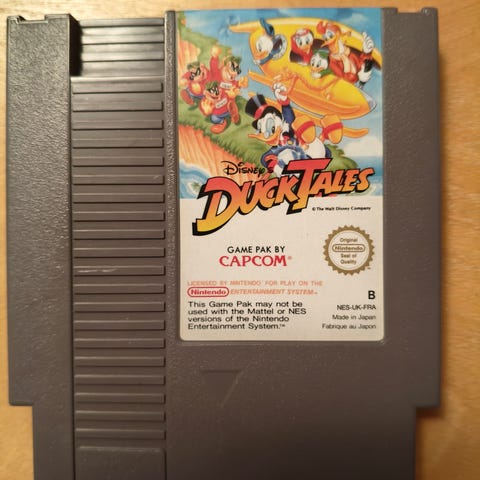 Disney's
DUCKTALES
© The Walt Disney Company
GAME PAK BY
CAPCOM®
Original
Nintendo
Seal of
Quality
LICENSED BY NINTENDO FOR PLAY ON THE
Nintendo ENTERTAINMENT SYSTEM™
This Game Pak may not be
used with the Mattel or NES
versions of the Nintendo
Entertainment System.™
B
NES-UK-FRA
Made in Japan
Fabriqué au Japon